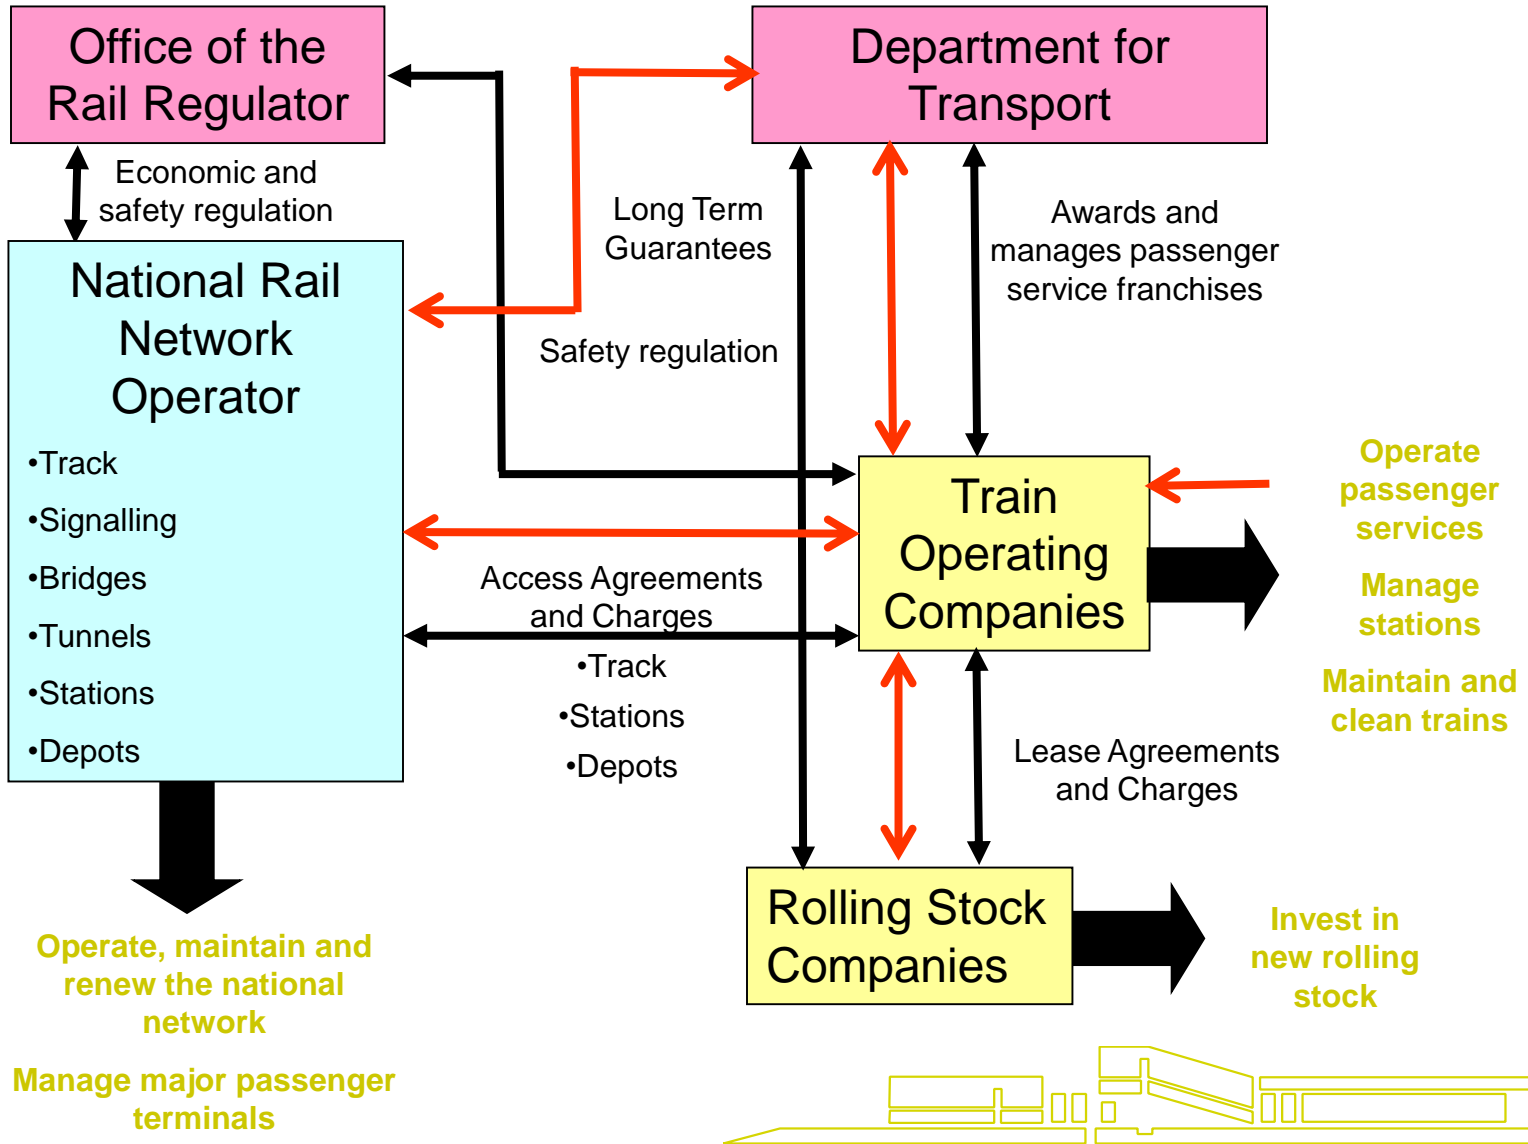 Office of the
Rail Regulator
Department for
Transport
Economic and
safety regulation
Long Term
Guarantees
Awards and
manages passenger
service franchises
National Rail
Network
Operator
•Track
•Signalling
•Bridges
•Tunnels
•Stations
•Depots
Safety regulation
Train
Operating
Companies
Operate
passenger
services
Manage
stations
Maintain and
clean trains
Access Agreements
and Charges
•Track
•Stations
•Depots
Lease Agreements
and Charges
Rolling Stock
Companies
Invest in
new rolling
stock
Operate, maintain and
renew the national
network
Manage major passenger
terminals